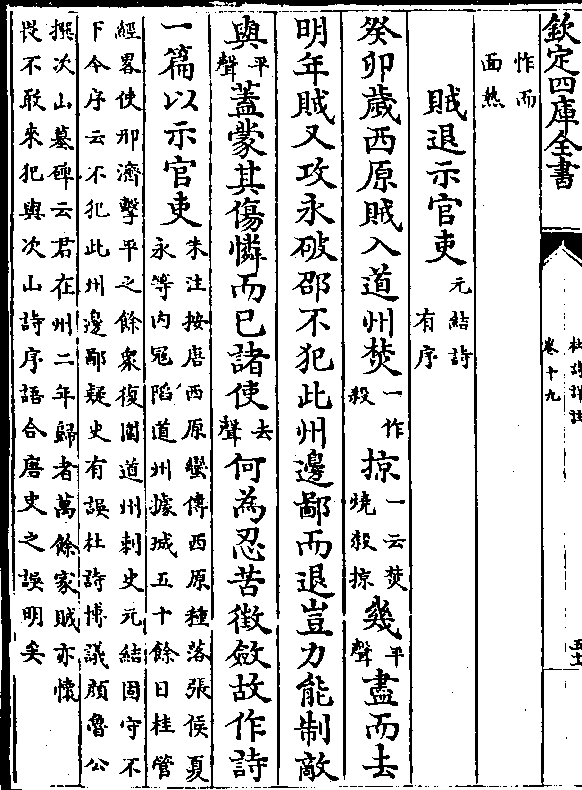 欽定四庫全書
杜詩詳註
卷十九
怍而
面熱
賊退示官吏元結詩
有序
癸卯歲西原賊入道州焚一作
殺掠一云焚
燒殺掠幾平
聲盡而去
明年賊又攻永破邵不犯此州邊鄙而退豈力能制敵
與平
聲蓋蒙其傷憐而已諸使去
聲何為忍苦徵斂故作詩
一篇以示官吏朱注按唐西原蠻傳西原種落張侯夏
永等內冦陷道州據城五十餘日桂管
經畧使邢濟擊平之餘衆復圍道州刺史元結固守不
下今序云不犯此州邊鄙疑史有誤杜詩博議顔魯公
撰次山墓碑云君在州二年歸者萬餘家賊亦懷
畏不敢來犯與次山詩序語合唐史之誤明矣